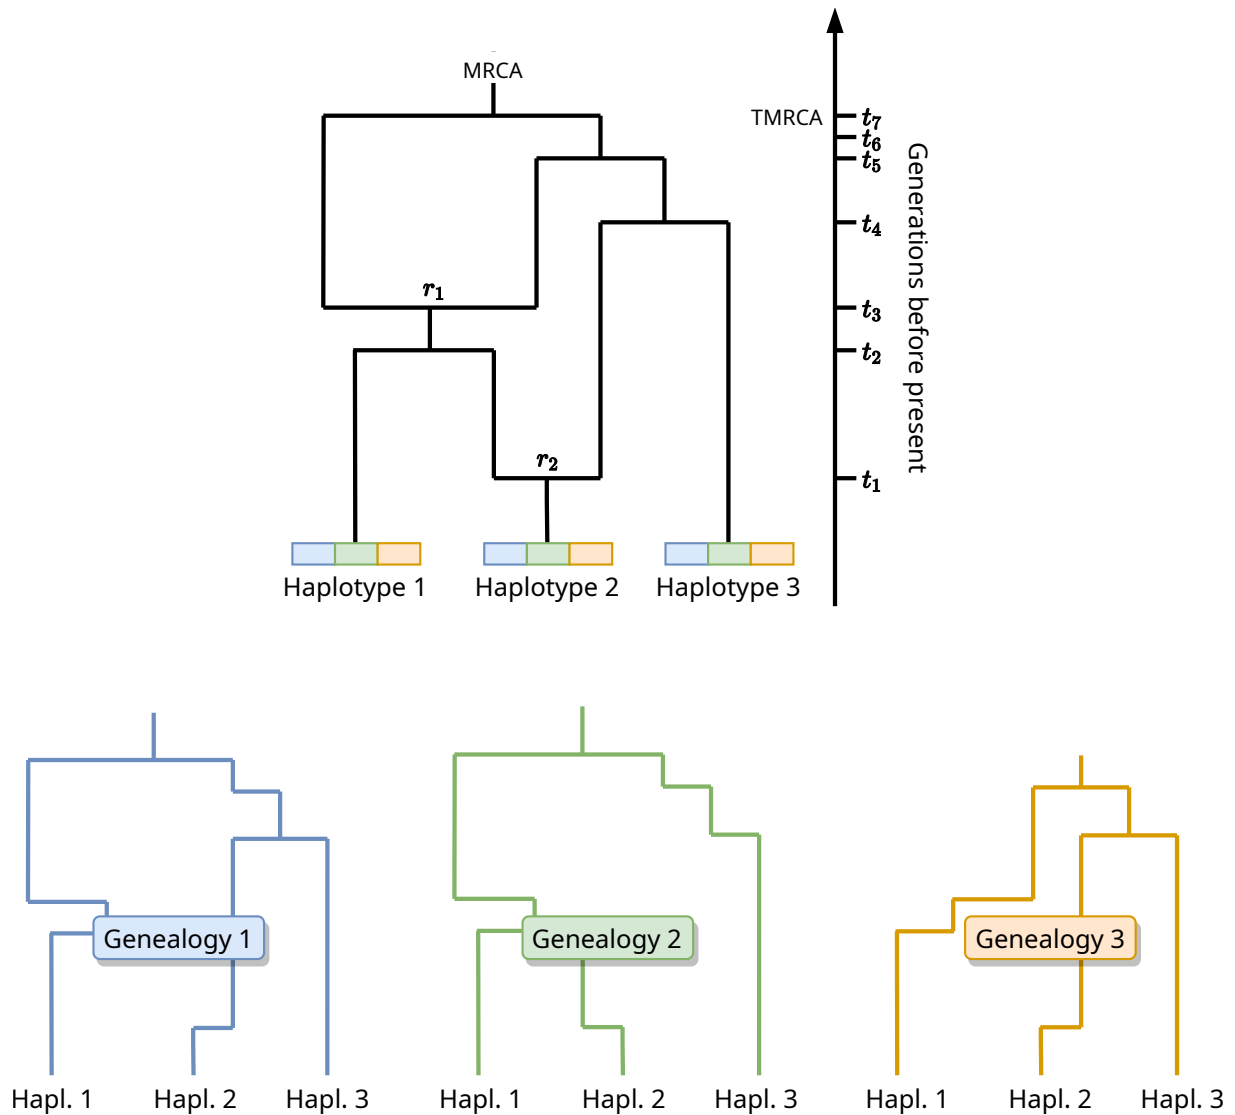 MRCA
TMRCA
t₇
t₆
t₅
t₄
r₁
t₃
t₂
r₂
t₁
Generations before present
Haplotype 1 Haplotype 2 Haplotype 3
Genealogy 1 Genealogy 2 Genealogy 3
Hapl. 1 Hapl. 2 Hapl. 3 Hapl. 1 Hapl. 2 Hapl. 3 Hapl. 1 Hapl. 2 Hapl. 3